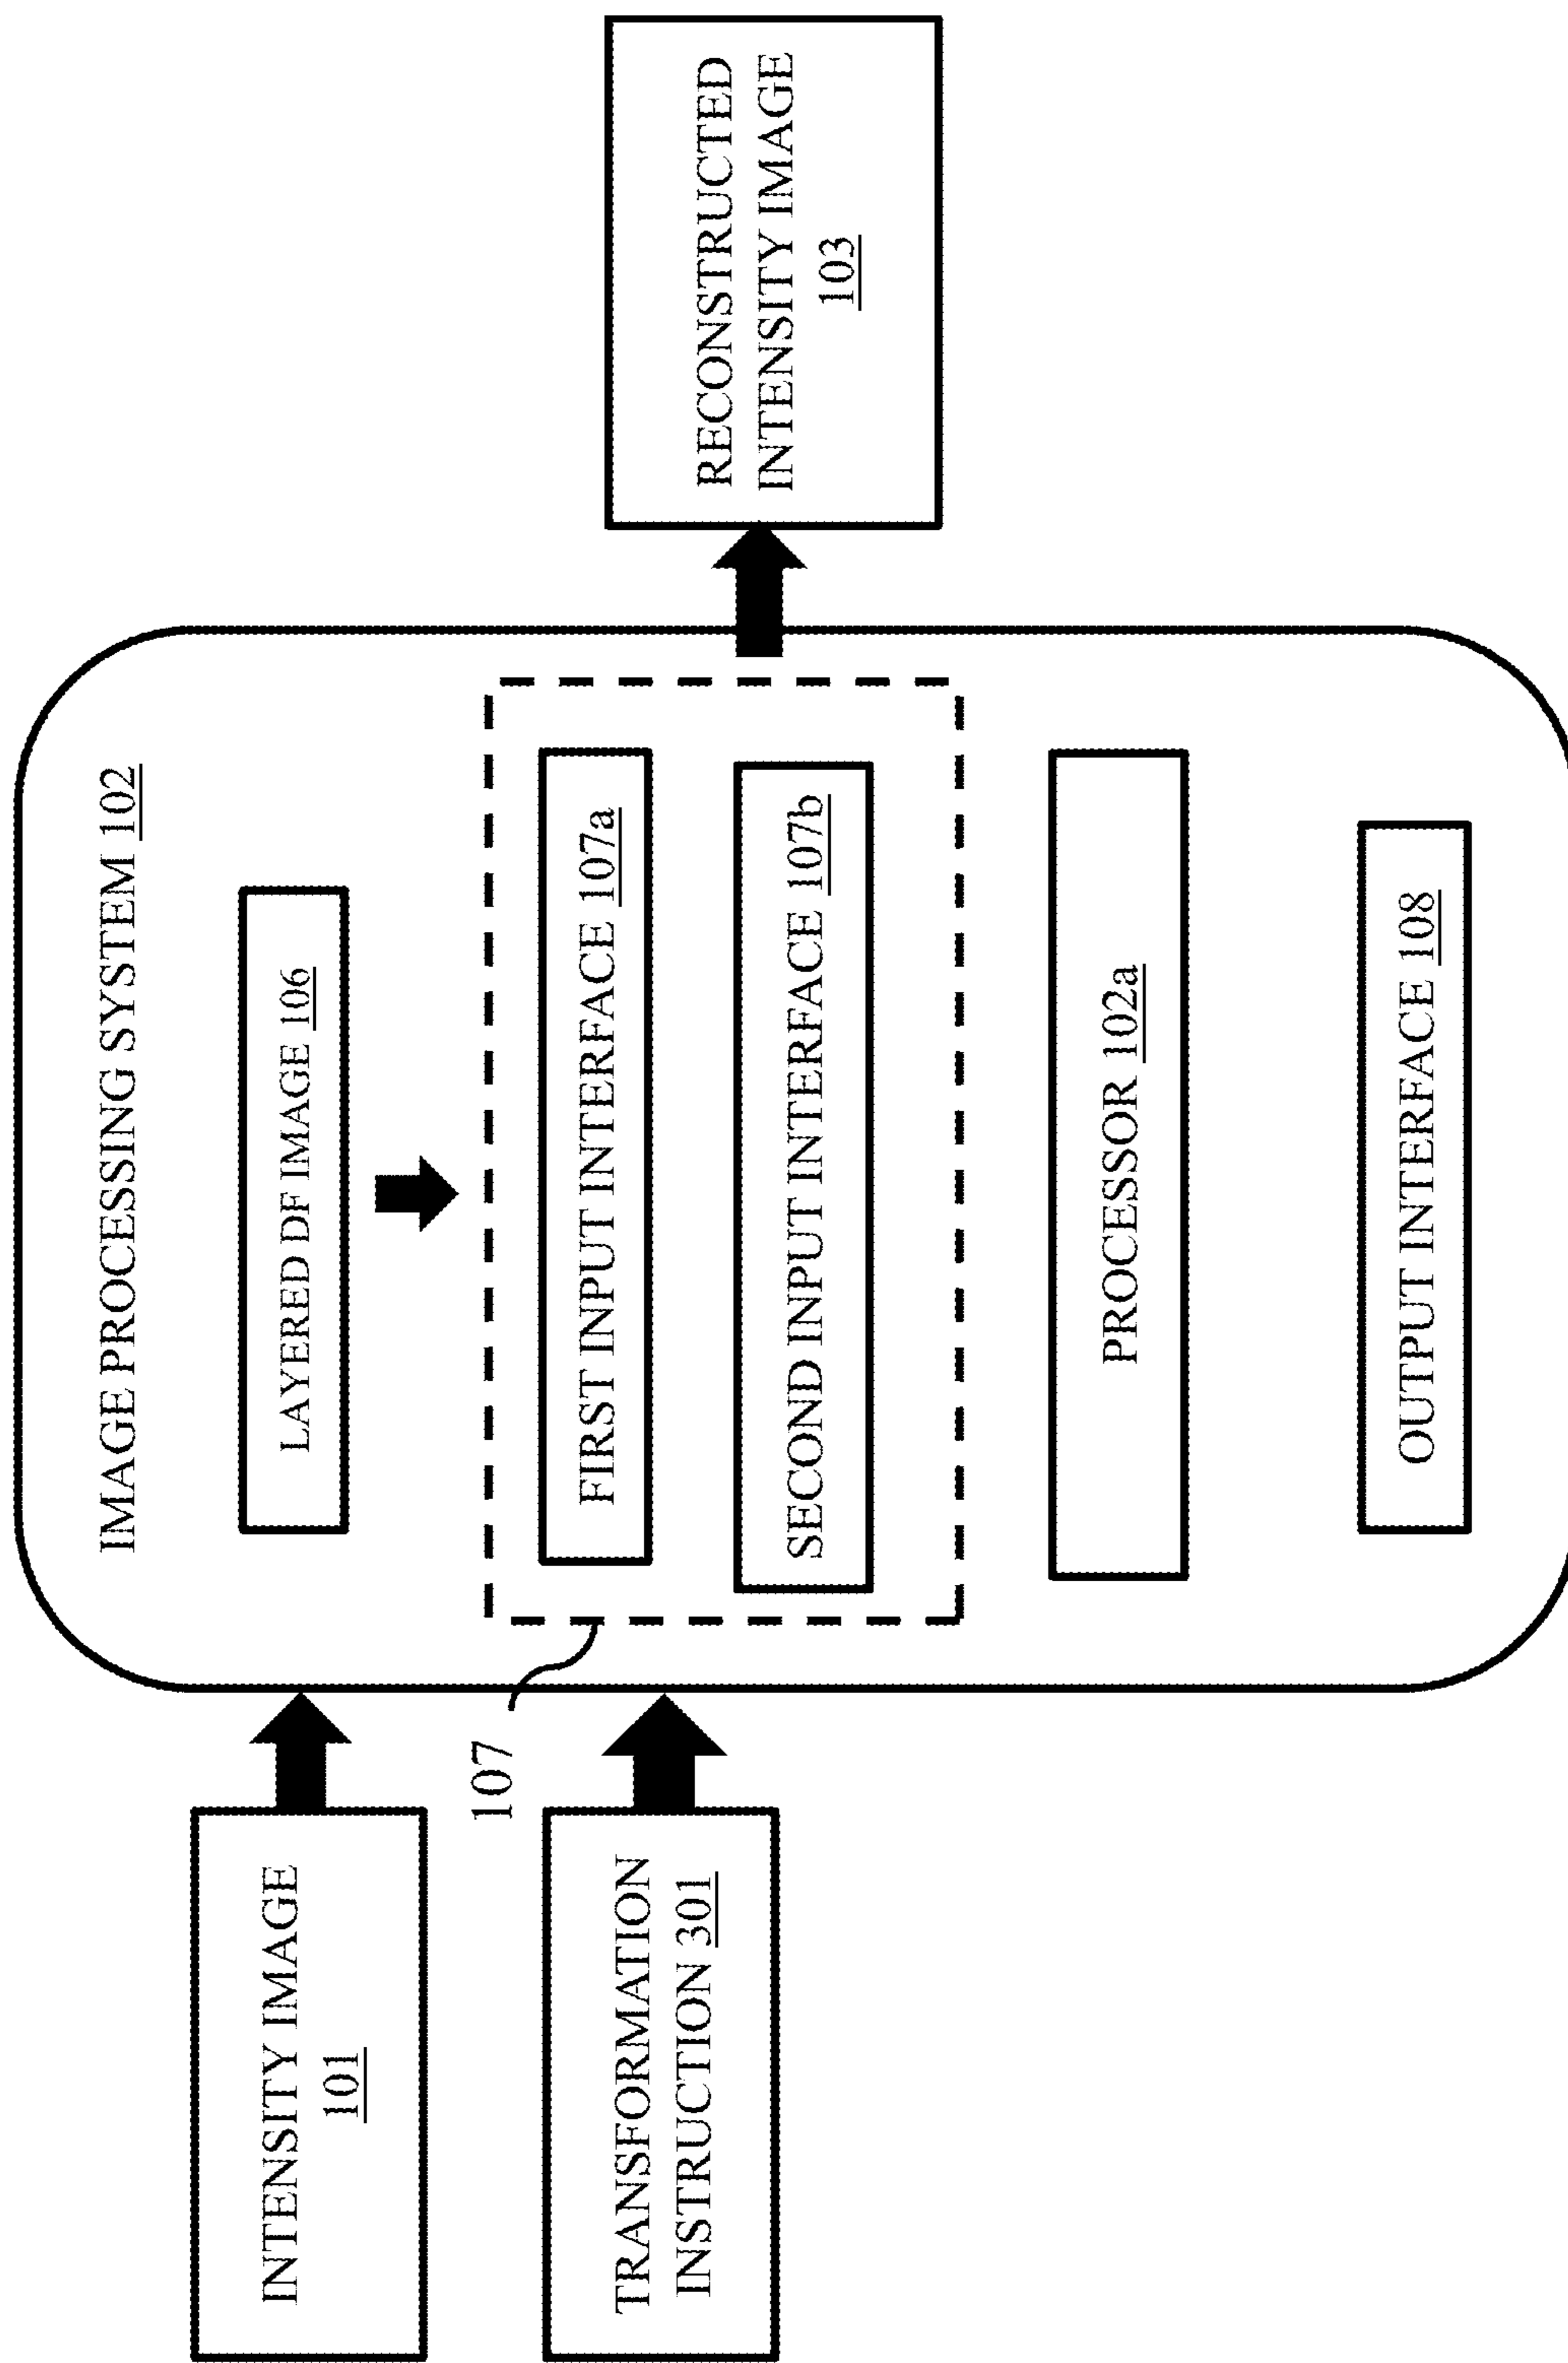 INTENSITY IMAGE
101
TRANSFORMATION
INSTRUCTION 301
107
IMAGE PROCESSING SYSTEM 102
LAYERED DF IMAGE 106
FIRST INPUT INTERFACE 107a
SECOND INPUT INTERFACE 107b
PROCESSOR 102a
OUTPUT INTERFACE 108
RECONSTRUCTED
INTENSITY IMAGE
103